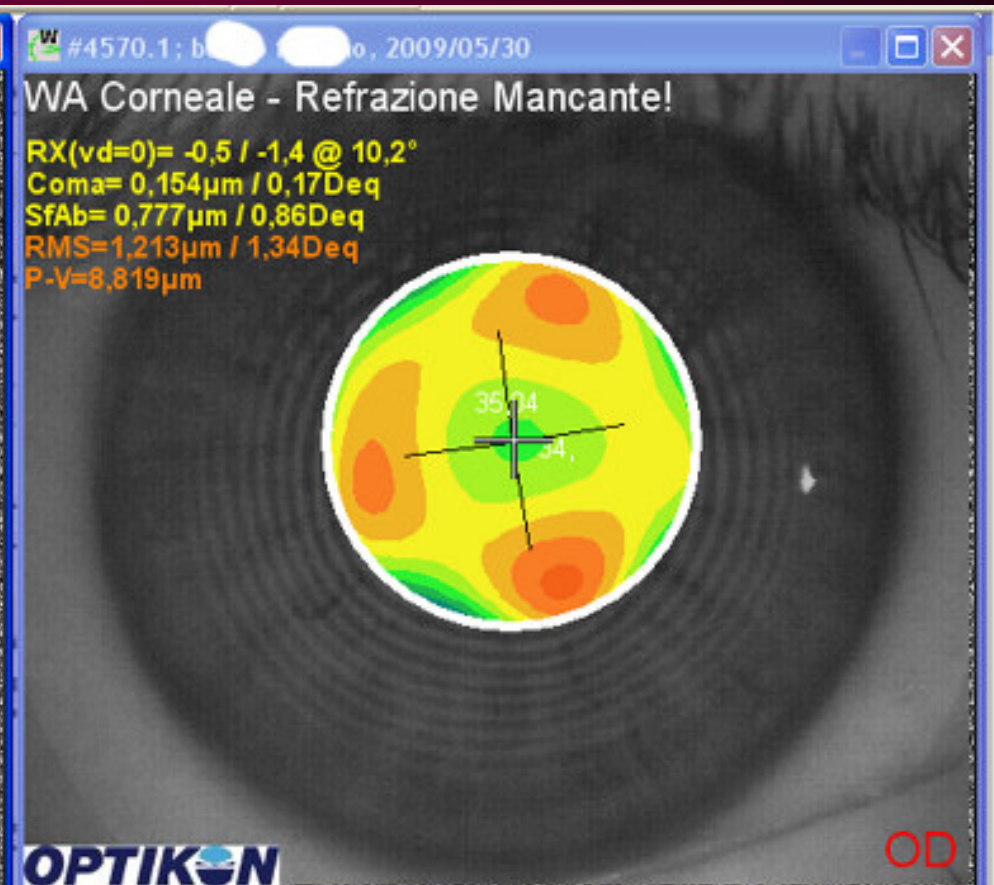 #4570.1; b o, 2009/05/30
WA Corneale - Refrazione Mancante!
RX(vd=0)= -0,5 / -1,4 @ 10,2°
Coma= 0,154µm / 0,17Deq
SfAb= 0,777µm / 0,86Deq
RMS=1,213µm / 1,34Deq
P-V=8,819µm
34,
OD
OPTIKON